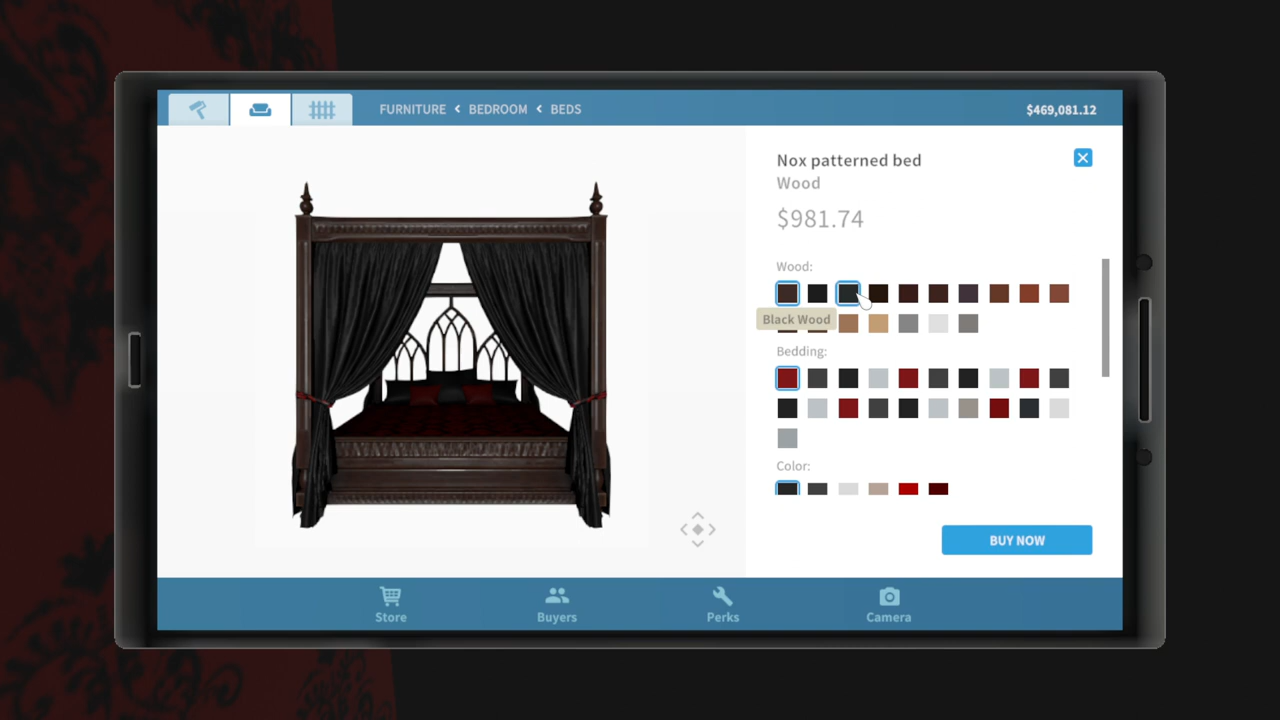 FURNITURE < BEDROOM < BEDS
$469,081.12
Nox patterned bed
Wood
$981.74
Wood:
Black Wood
Bedding:
Color:
BUY NOW
Store
Buyers
Perks
Camera